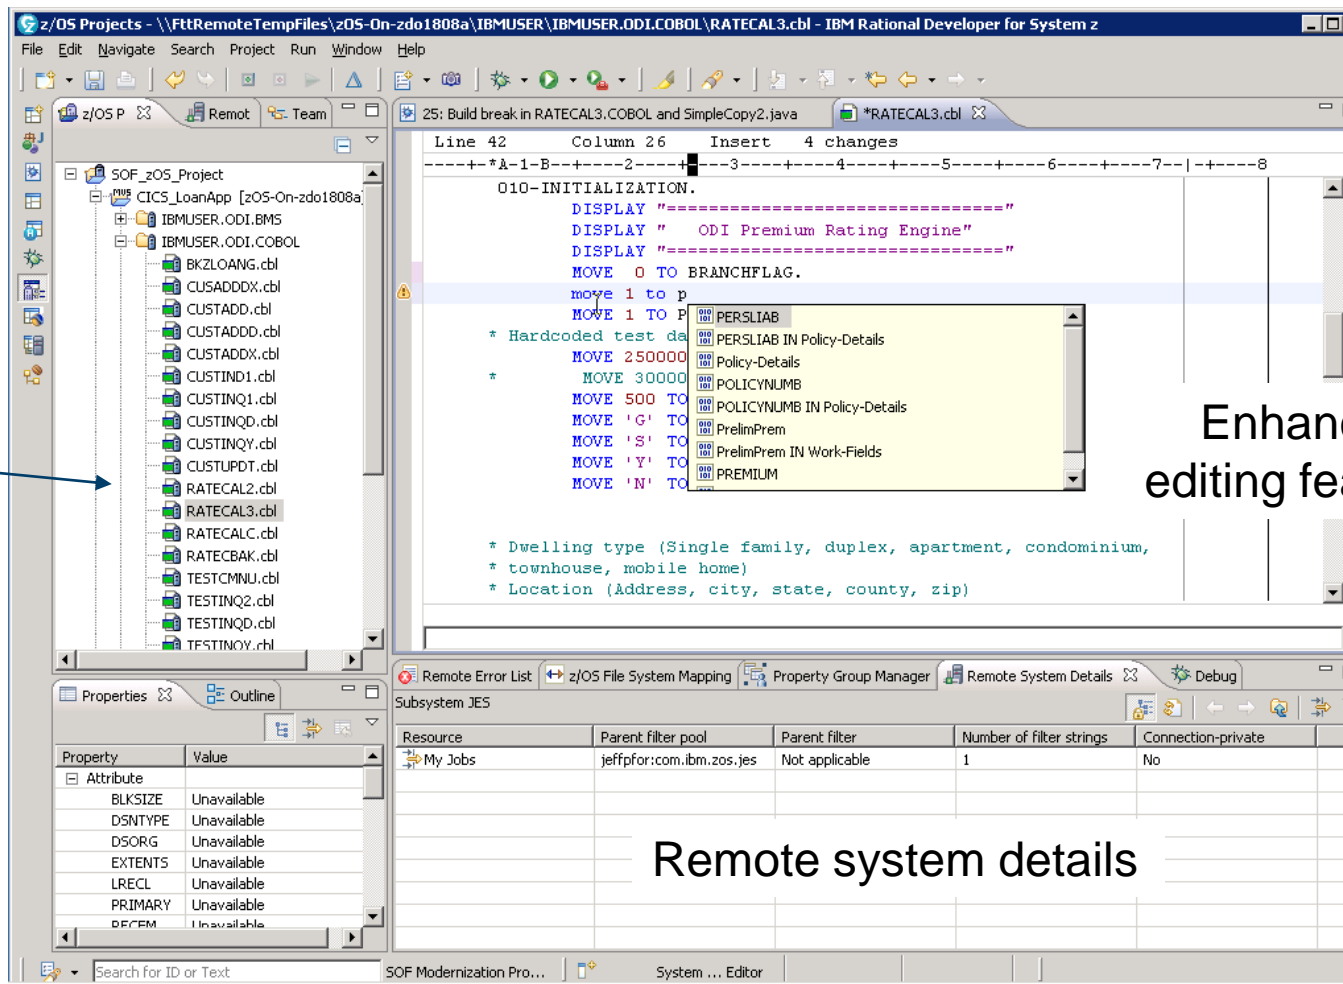 z/OS Projects - \\FttRemoteTempFiles\zOS-On-zdo1808a\IBMUSER\IBMUSER.ODI.COBOL\RATECAL3.cbl - IBM Rational Developer for System z
File Edit Navigate Search Project Run Window Help
z/OS P Remot Team
25: Build break in RATECAL3.COBOL and SimpleCopy2.java *RATECAL3.cbl
SOF_zOS_Project
CICS_LoanApp [zOS-On-zdo1808a]
IBMUSER.ODI.BMS
IBMUSER.ODI.COBOL
BKZLOANG.cbl
CUSADDDX.cbl
CUSTADD.cbl
CUSTADDD.cbl
CUSTADDX.cbl
CUSTIND1.cbl
CUSTINQ1.cbl
CUSTINQD.cbl
CUSTINQY.cbl
CUSTUPDT.cbl
RATECAL2.cbl
RATECAL3.cbl
RATECALC.cbl
RATECBAK.cbl
TESTCMNU.cbl
TESTINQ2.cbl
TESTINQD.cbl
TESTINQY.cbl
Line 42 Column 26 Insert 4 changes
----+-*A-1-B--+----2----+----3----+----4----+----5----+----6----+----7--|-+----8
010-INITIALIZATION.
DISPLAY "================================"
DISPLAY " ODI Premium Rating Engine"
DISPLAY "================================"
MOVE 0 TO BRANCHFLAG.
move 1 to p
MOVE 1 TO P
* Hardcoded test da
MOVE 250000
* MOVE 30000
MOVE 500 TO
MOVE 'G' TO
MOVE 'S' TO
MOVE 'Y' TO
MOVE 'N' TO
PERSLIAB
PERSLIAB IN Policy-Details
Policy-Details
POLICYNUMB
POLICYNUMB IN Policy-Details
PrelimPrem
PrelimPrem IN Work-Fields
PREMIUM
Enhanc
editing fea
* Dwelling type (Single family, duplex, apartment, condominium,
* townhouse, mobile home)
* Location (Address, city, state, county, zip)
Properties Outline
Property Value
Attribute
BLKSIZE Unavailable
DSNTYPE Unavailable
DSORG Unavailable
EXTENTS Unavailable
LRECL Unavailable
PRIMARY Unavailable
RECFM Unavailable
Remote Error List z/OS File System Mapping Property Group Manager Remote System Details Debug
Subsystem JES
Resource Parent filter pool Parent filter Number of filter strings Connection-private
My Jobs jeffpfor:com.ibm.zos.jes Not applicable 1 No
Remote system details
Search for ID or Text SOF Modernization Pro... System ... Editor